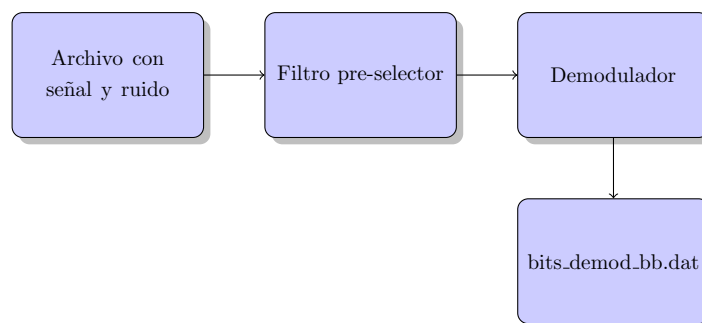 Archivo con
señal y ruido
Filtro pre-selector
Demodulador
bits_demod_bb.dat